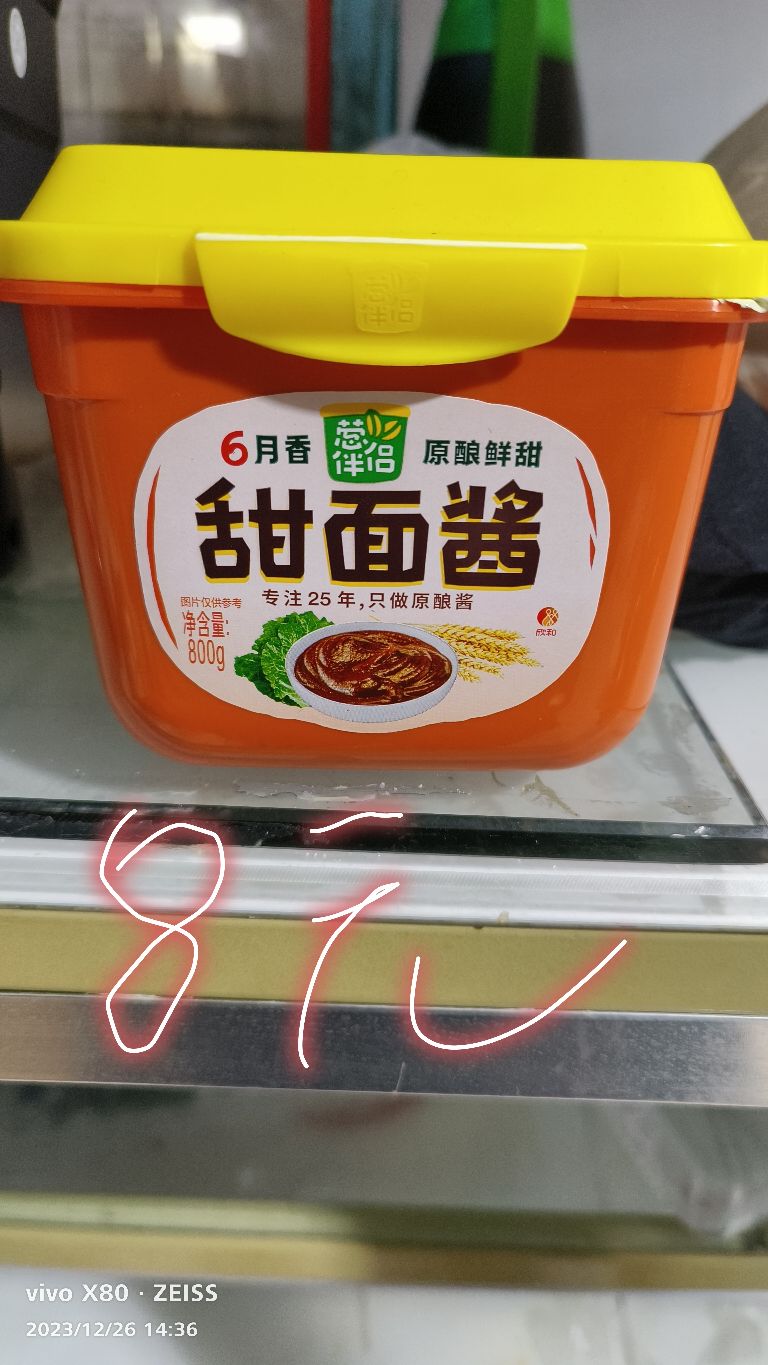 葱伴侣
6月香 葱伴侣 原酿鲜甜
甜面酱
专注25年,只做原酿酱
图片仅供参考
净含量:
800g
欣和
8元
vivo X80 · ZEISS
2023/12/26 14:36